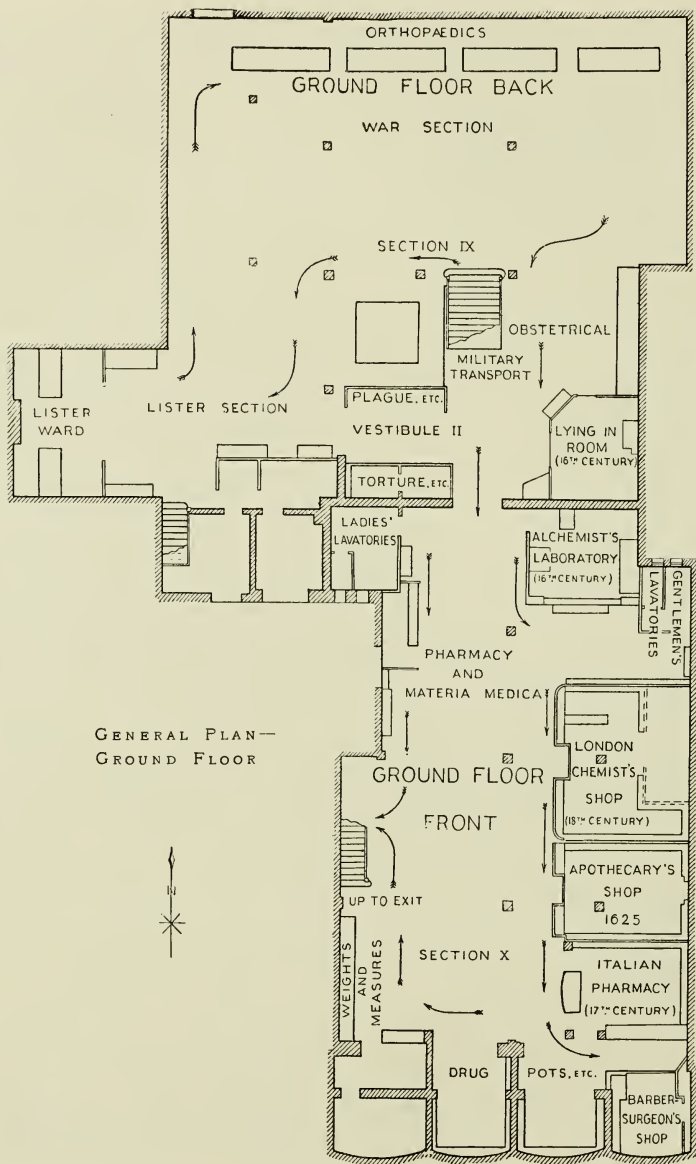 ORTHOPAEDICS
GROUND FLOOR BACK
WAR SECTION
SECTION IX
OBSTETRICAL
MILITARY
TRANSPORT
LISTER
WARD
LISTER SECTION
PLAGUE, ETC.
VESTIBULE II
LYING IN
ROOM
(16TH CENTURY)
TORTURE, ETC.
LADIES'
LAVATORIES
ALCHEMIST'S
LABORATORY
(16TH CENTURY)
GENTLEMEN'S
LAVATORIES
PHARMACY
AND
MATERIA MEDICA
GENERAL PLAN—
GROUND FLOOR
LONDON
CHEMIST'S
SHOP
(18TH CENTURY)
GROUND FLOOR
FRONT
N
UP TO EXIT
APOTHECARY'S
SHOP
1625
WEIGHTS
AND
MEASURES
SECTION X
ITALIAN
PHARMACY
(17TH CENTURY)
DRUG
POTS, ETC.
BARBER
SURGEON'S
SHOP